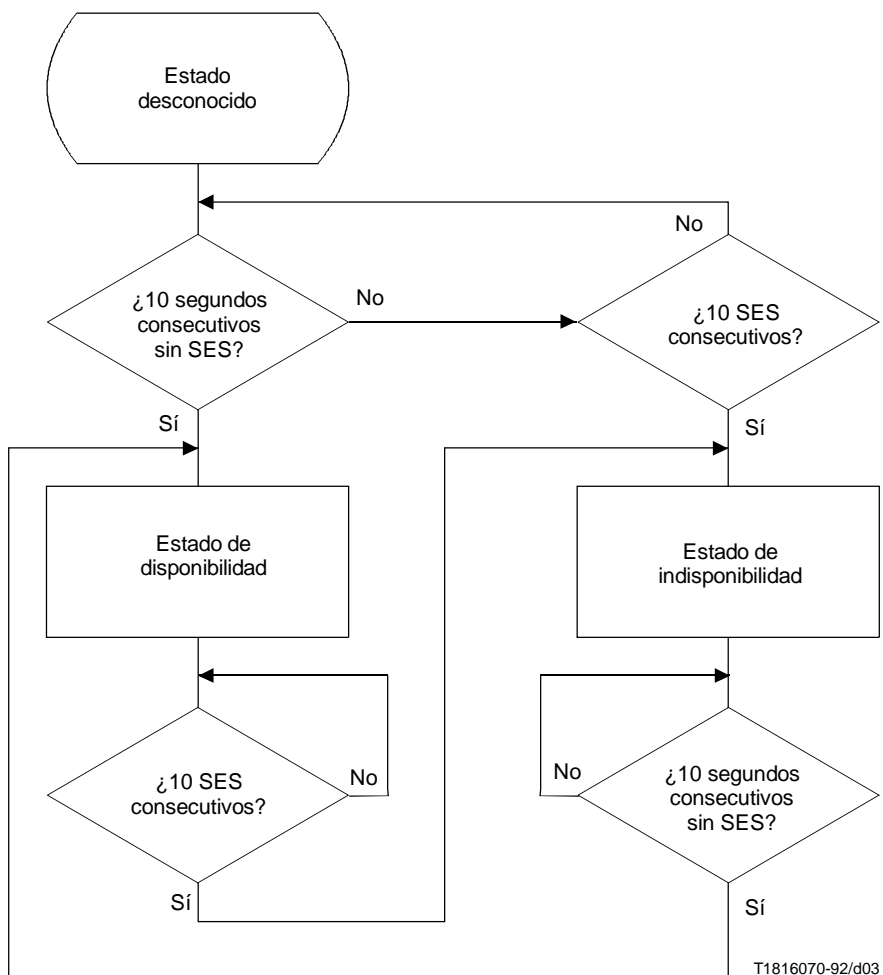 Estado
desconocido
No
¿10 segundos
consecutivos
sin SES?
No
¿10 SES
consecutivos?
Sí
Sí
Estado de
disponibilidad
Estado de
indisponibilidad
¿10 SES
consecutivos?
No
No
¿10 segundos
consecutivos
sin SES?
Sí
Sí
T1816070-92/d03